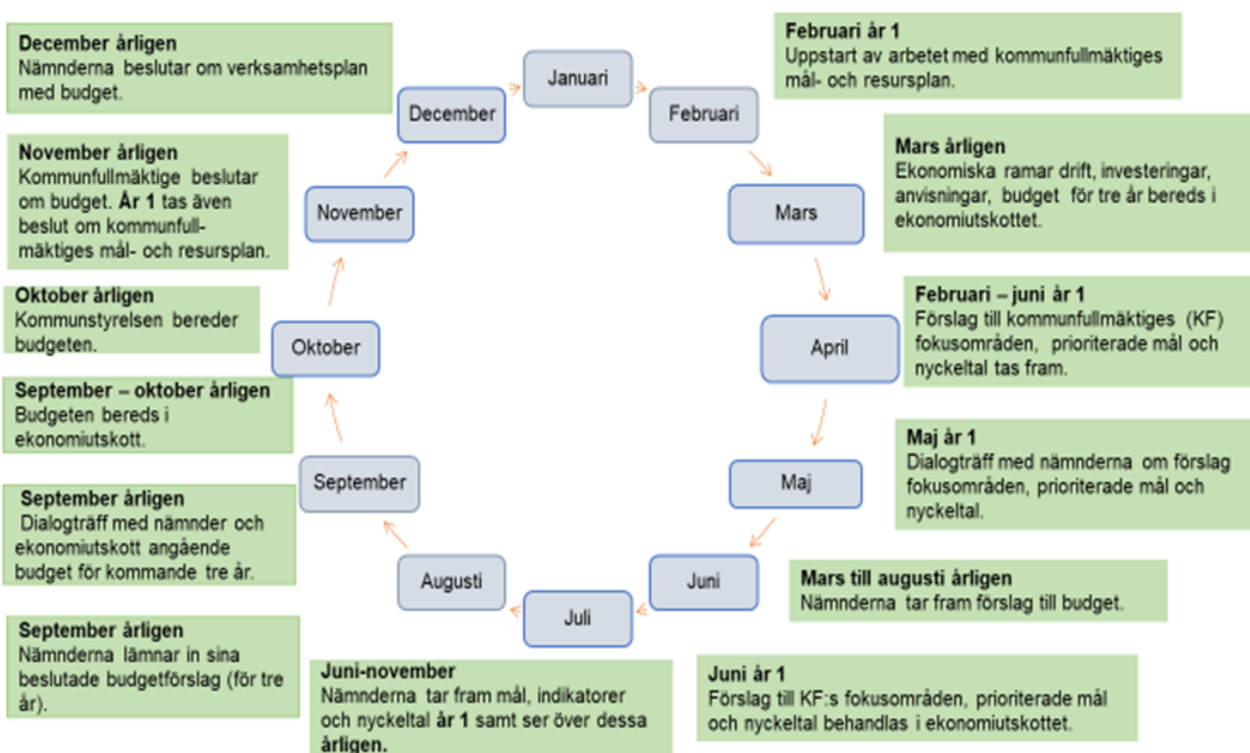 December årligen
Nämnderna beslutar om verksamhetsplan
med budget.
Januari
Februari år 1
Uppstart av arbetet med kommunfullmäktiges
mål- och resursplan.
December
Februari
November årligen
Kommunfullmäktige beslutar
om budget. År 1 tas även
beslut om kommunfull-
mäktiges mål- och resursplan.
November
Mars
Mars årligen
Ekonomiska ramar drift, investeringar,
anvisningar, budget för tre år bereds i
ekonomiutskottet.
Oktober årligen
Kommunstyrelsen bereder
budgeten.
Oktober
April
Februari – juni år 1
Förslag till kommunfullmäktiges (KF)
fokusområden, prioriterade mål och
nyckeltal tas fram.
September – oktober årligen
Budgeten bereds i
ekonomiutskott.
September
Maj
Maj år 1
Dialogträff med nämnderna om förslag
fokusområden, prioriterade mål och
nyckeltal.
September årligen
Dialogträff med nämnder och
ekonomiutskott angående
budget för kommande tre år.
Augusti
Juli
Juni
Mars till augusti årligen
Nämnderna tar fram förslag till budget.
September årligen
Nämnderna lämnar in sina
beslutade budgetförslag (för tre
år).
Juni-november
Nämnderna tar fram mål, indikatorer
och nyckeltal år 1 samt ser över dessa
årligen.
Juni år 1
Förslag till KF:s fokusområden, prioriterade mål
och nyckeltal behandlas i ekonomiutskottet.